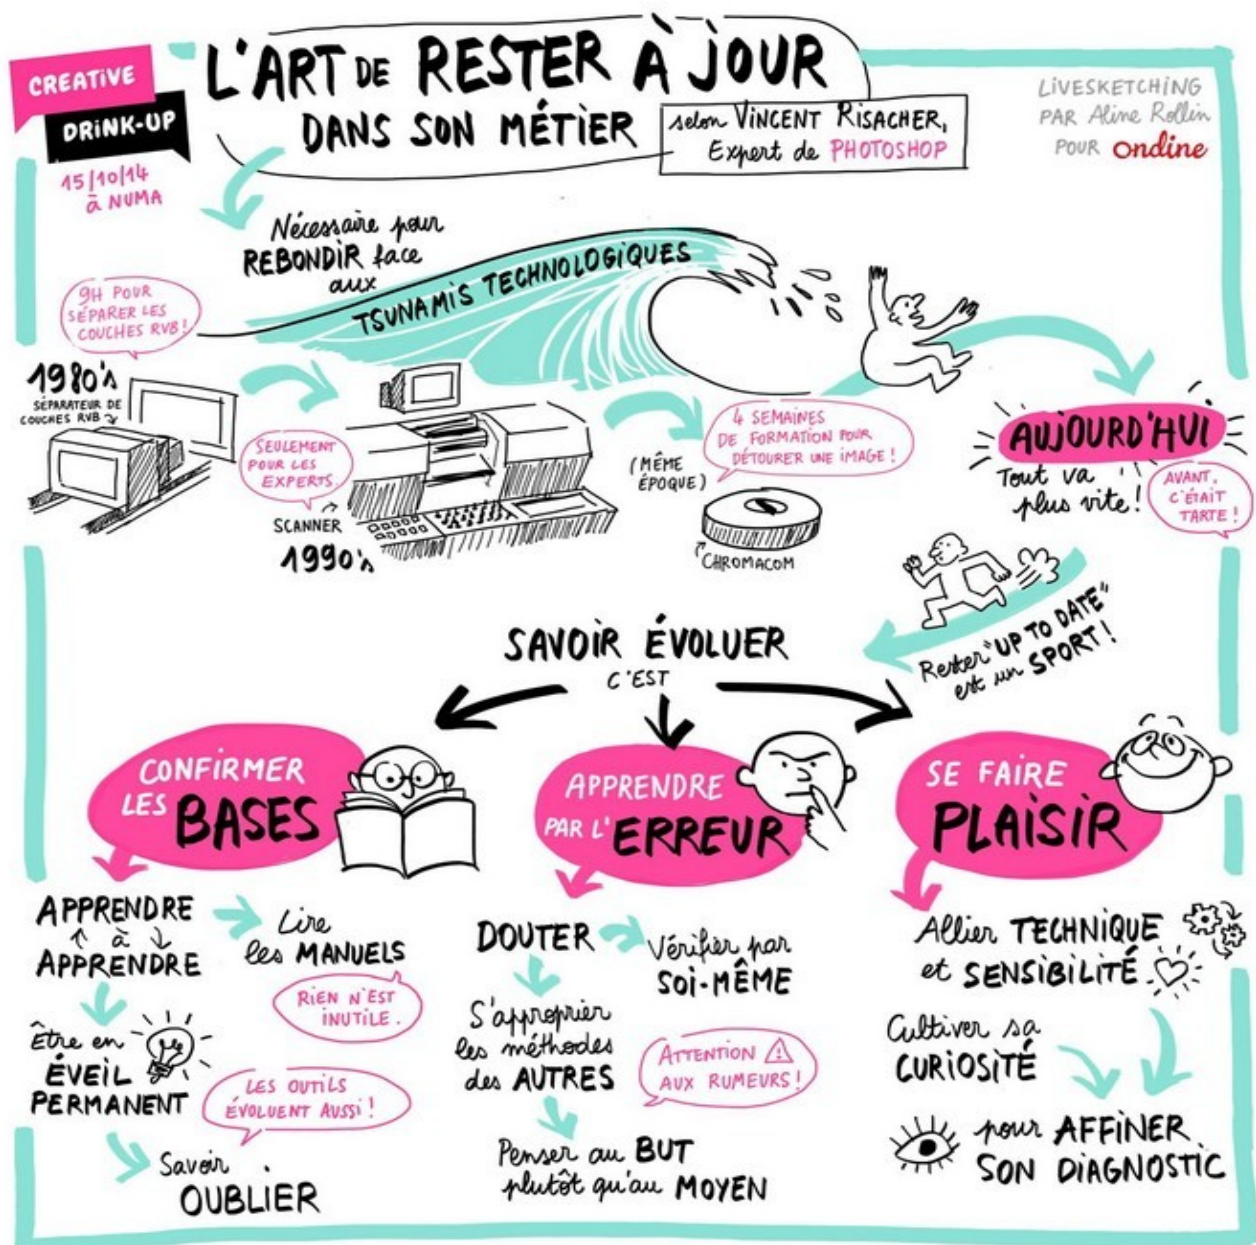 CREATiVE
DRiNK-UP
15/10/14
à NUMA
L'ART DE RESTER À JOUR
DANS SON MÉTIER
selon ViNCENT RiSACHER,
Expert de PHOTOSHOP
LiVESKETCHiNG
PAR Aline Rollin
POUR ondine
Nécessaire pour
REBONDiR face
aux
TSUNAMiS TECHNOLOGiQUES
9H POUR
SÉPARER LES
COUCHES RVB !
1980's
SÉPARATEUR DE
COUCHES RVB
SEULEMENT
POUR LES
EXPERTS.
SCANNER
1990's
(MÊME
ÉPOQUE)
4 SEMAiNES
DE FORMATiON POUR
DÉTOURER UNE iMAGE !
CHROMACOM
AUJOURD'HUi
Tout va
plus vite !
AVANT,
C'ÉTAiT
TARTE !
Rester "UP TO DATE"
est un SPORT !
SAVOiR ÉVOLUER
C'EST
CONFiRMER
LES BASES
APPRENDRE
à
APPRENDRE
Lire
les MANUELS
RiEN N'EST
iNUTiLE.
Être en
ÉVEiL
PERMANENT
LES OUTiLS
ÉVOLUENT AUSSi !
Savoir
OUBLiER
APPRENDRE
PAR L'ERREUR
DOUTER
Vérifier par
SOi-MÊME
S'approprier
les méthodes
des AUTRES
ATTENTiON
AUX RUMEURS !
Penser au BUT
plutôt qu'au MOYEN
SE FAiRE
PLAiSiR
Allier TECHNiQUE
et SENSiBiLiTÉ
Cultiver sa
CURiOSiTÉ
pour AFFiNER
SON DiAGNOSTiC